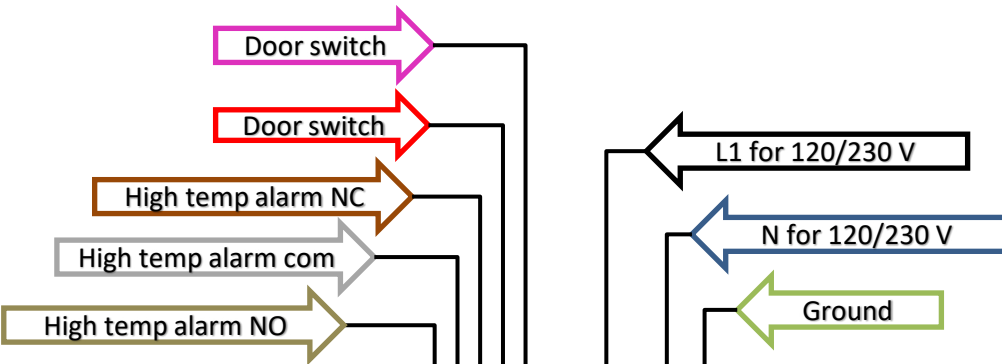 Door switch
Door switch
High temp alarm NC
High temp alarm com
High temp alarm NO
L1 for 120/230 V
N for 120/230 V
Ground